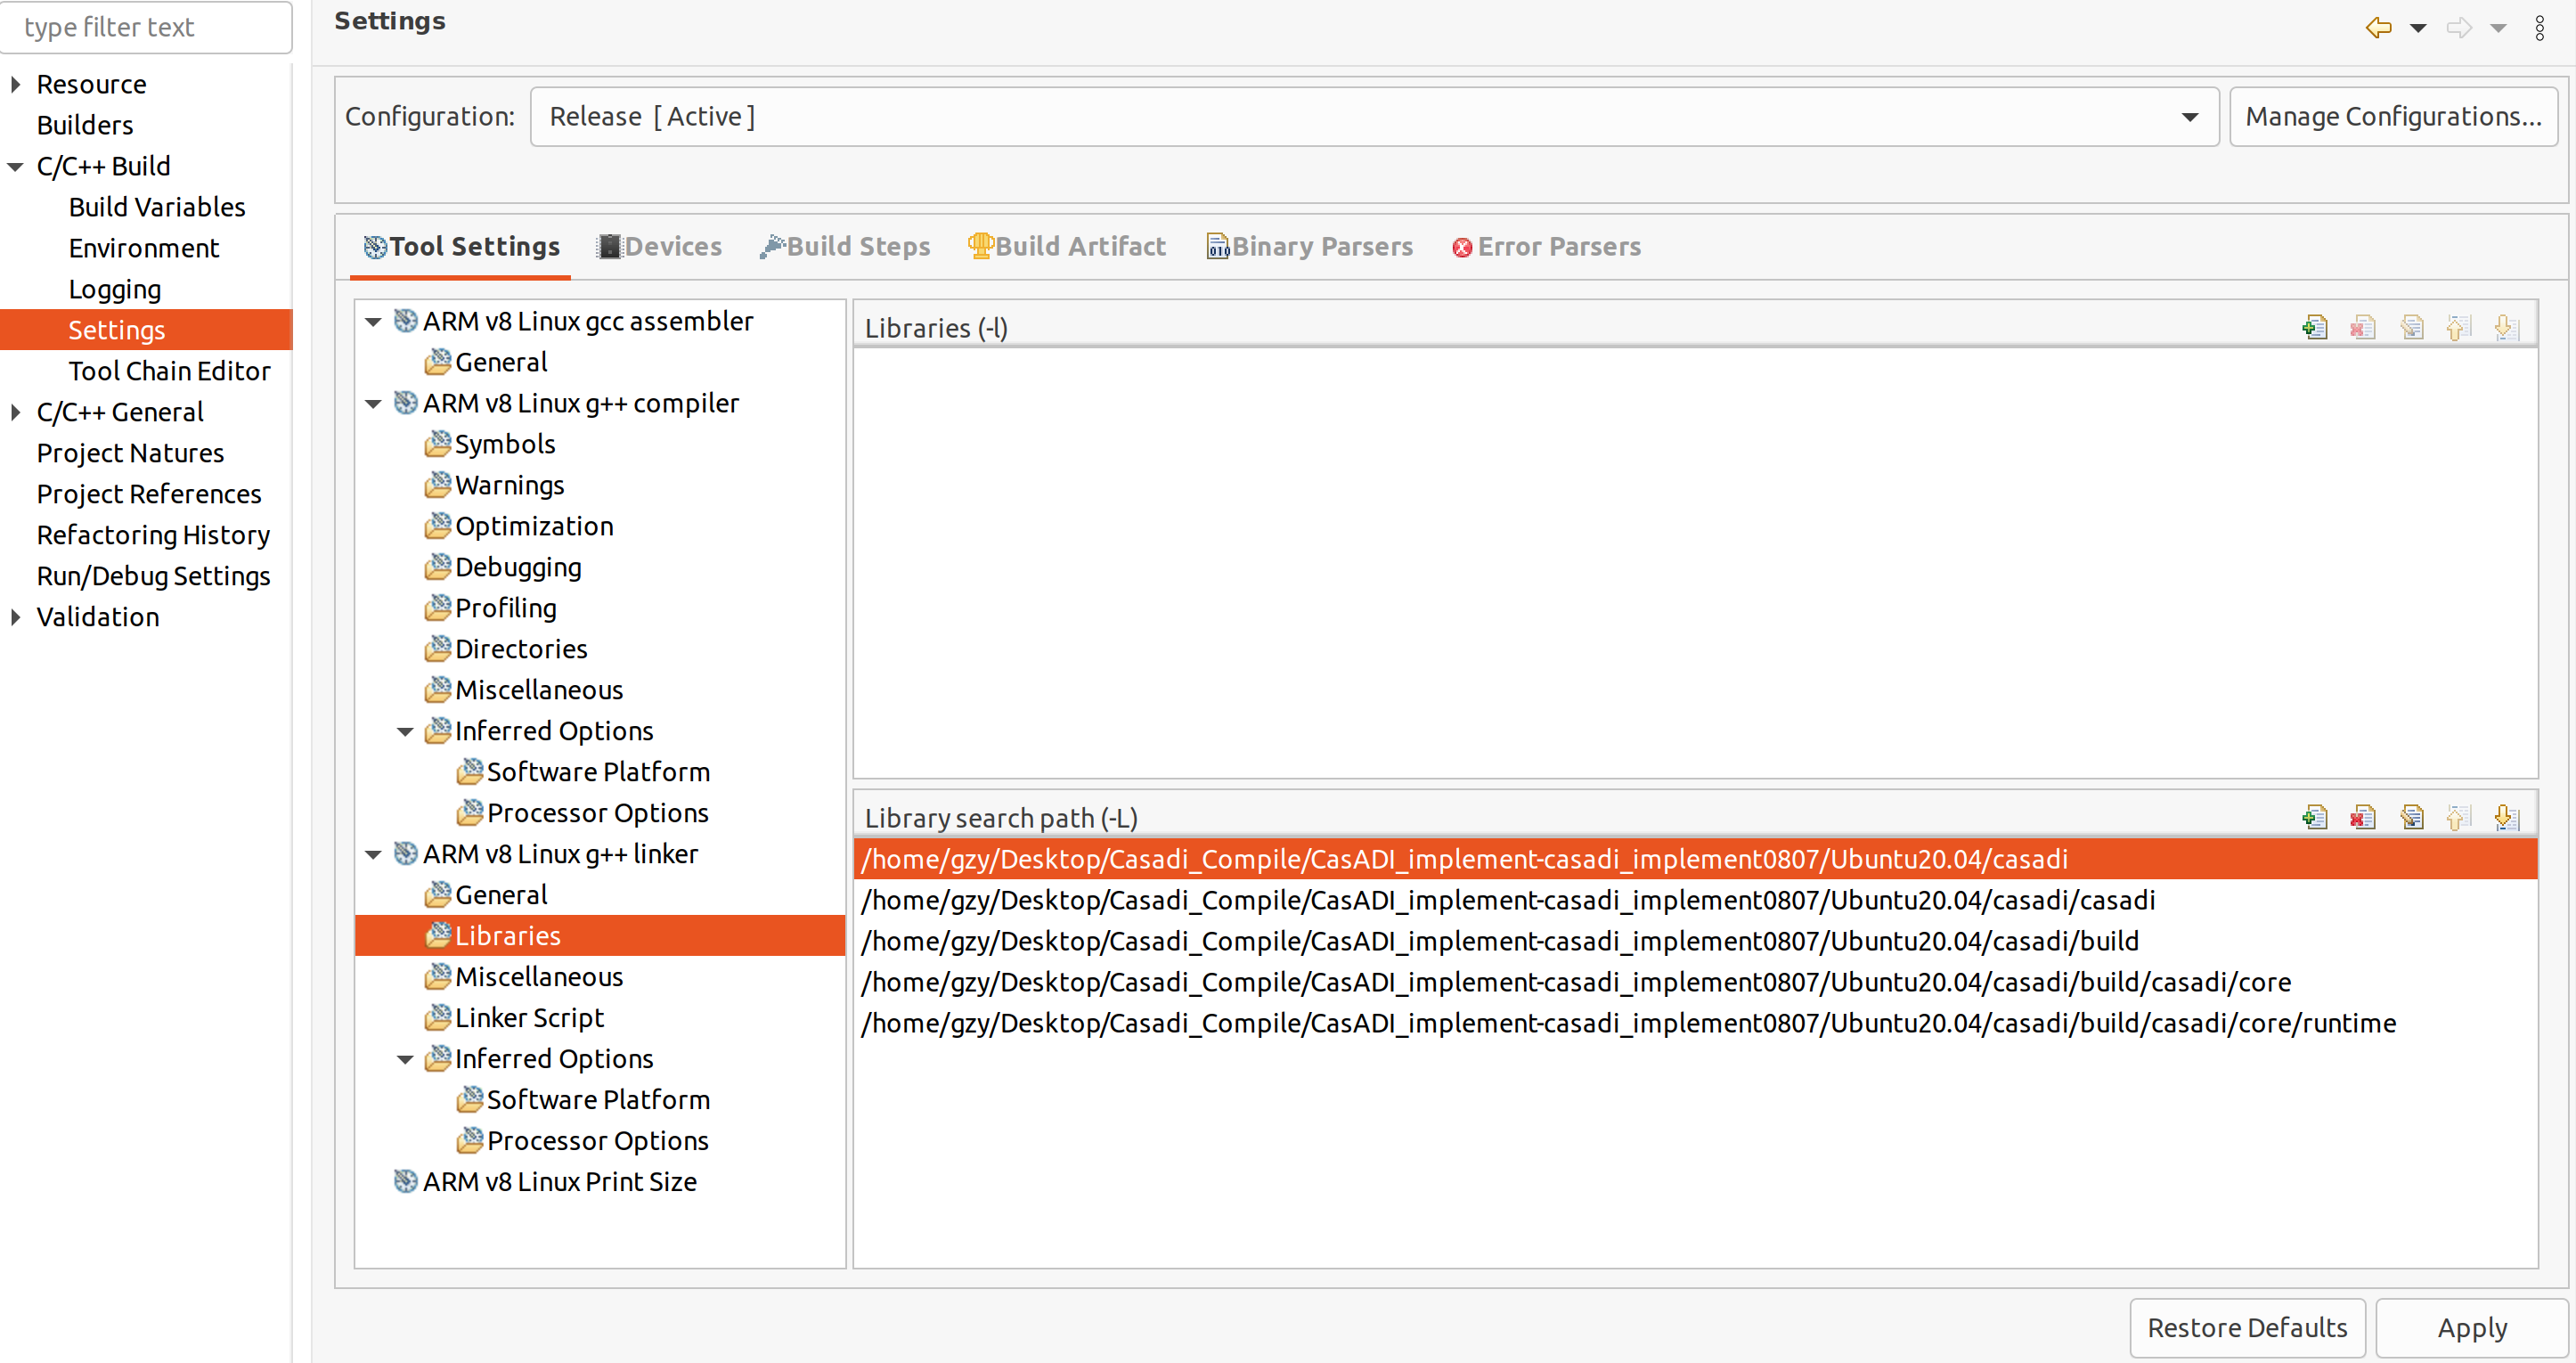 type filter text
Resource
Builders
C/C++ Build
Build Variables
Environment
Logging
Settings
Tool Chain Editor
C/C++ General
Project Natures
Project References
Refactoring History
Run/Debug Settings
Validation
Settings
Configuration: Release [ Active ] Manage Configurations...
Tool Settings Devices Build Steps Build Artifact Binary Parsers Error Parsers
ARM v8 Linux gcc assembler
General
ARM v8 Linux g++ compiler
Symbols
Warnings
Optimization
Debugging
Profiling
Directories
Miscellaneous
Inferred Options
Software Platform
Processor Options
ARM v8 Linux g++ linker
General
Libraries
Miscellaneous
Linker Script
Inferred Options
Software Platform
Processor Options
ARM v8 Linux Print Size
Libraries (-l)
Library search path (-L)
/home/gzy/Desktop/Casadi_Compile/CasADI_implement-casadi_implement0807/Ubuntu20.04/casadi
/home/gzy/Desktop/Casadi_Compile/CasADI_implement-casadi_implement0807/Ubuntu20.04/casadi/casadi
/home/gzy/Desktop/Casadi_Compile/CasADI_implement-casadi_implement0807/Ubuntu20.04/casadi/build
/home/gzy/Desktop/Casadi_Compile/CasADI_implement-casadi_implement0807/Ubuntu20.04/casadi/build/casadi/core
/home/gzy/Desktop/Casadi_Compile/CasADI_implement-casadi_implement0807/Ubuntu20.04/casadi/build/casadi/core/runtime
Restore Defaults Apply